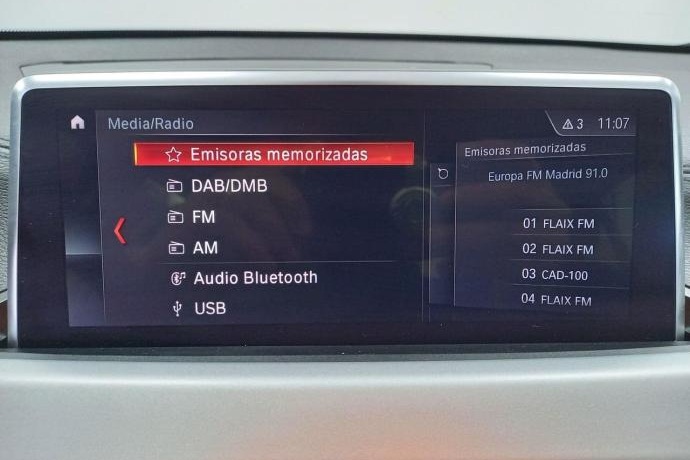 Media/Radio
3 11:07
Emisoras memorizadas
DAB/DMB
FM
AM
Audio Bluetooth
USB
Emisoras memorizadas
Europa FM Madrid 91.0
01 FLAIX FM
02 FLAIX FM
03 CAD-100
04 FLAIX FM